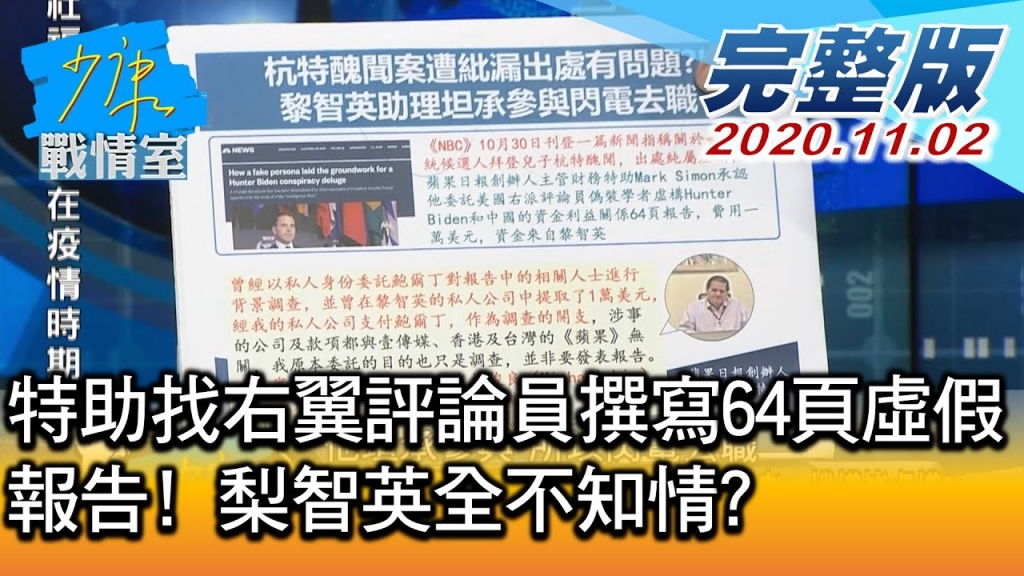 少康
戰情室
完整版
2020.11.02
在疫情時期
杭特醜聞案遭紕漏出處有問題?!
黎智英助理坦承參與閃電去職
NEWS
How a fake persona laid the groundwork for a
Hunter Biden conspiracy deluge
《NBC》10月30日刊登一篇新聞指稱關於
統候選人拜登兒子杭特醜聞，出處純屬
蘋果日報創辦人主管財務特助Mark Simon承認
他委託美國右派評論員偽裝學者虛構Hunter
Biden和中國的資金利益關係64頁報告，費用一
萬美元，資金來自黎智英
曾經以私人身份委託鮑爾丁對報告中的相關人士進行
背景調查，並曾在黎智英的私人公司中提取了1萬美元，
經我的私人公司支付鮑爾丁，作為調查的開支，涉事
的公司及款項都與壹傳媒、香港及台灣的《蘋果》無
關。我原本委託的目的也只是調查，並非要發表報告。
蘋果日報創辦人
002
特助找右翼評論員撰寫64頁虛假
報告! 梨智英全不知情?